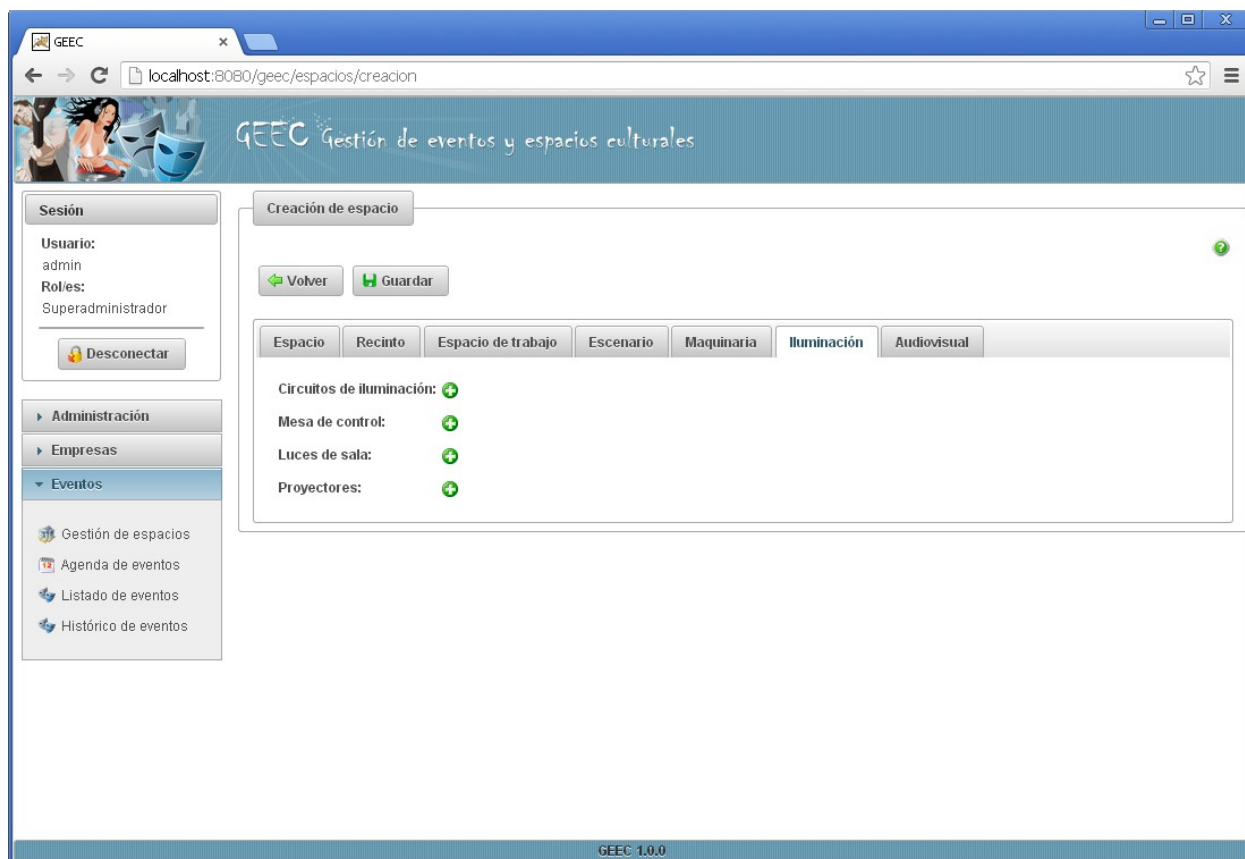 GEEC
localhost:8080/geec/espacios/creacion
GEEC Gestión de eventos y espacios culturales
Sesión
Usuario:
admin
Rol/es:
Superadministrador
Desconectar
Administración
Empresas
Eventos
Gestión de espacios
12
Agenda de eventos
Listado de eventos
Histórico de eventos
Creación de espacio
Volver Guardar
Espacio Recinto Espacio de trabajo Escenario Maquinaria Iluminación Audiovisual
Circuitos de iluminación:
Mesa de control:
Luces de sala:
Proyectores:
GEEC 1.0.0